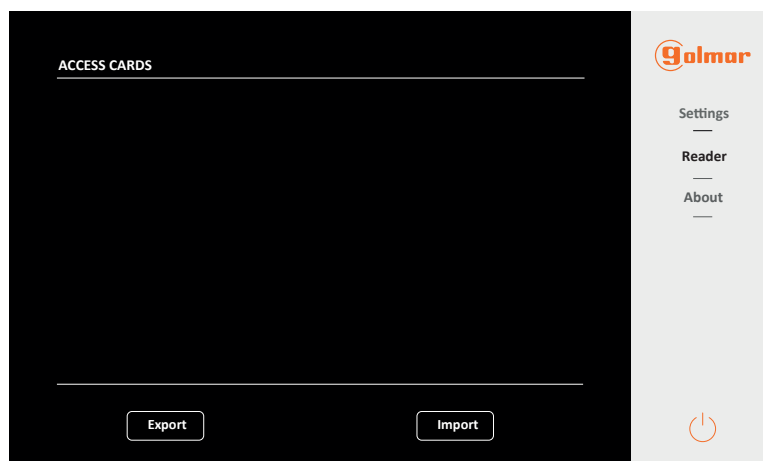 ACCESS CARDS
golmar
Settings
Reader
About
Export
Import